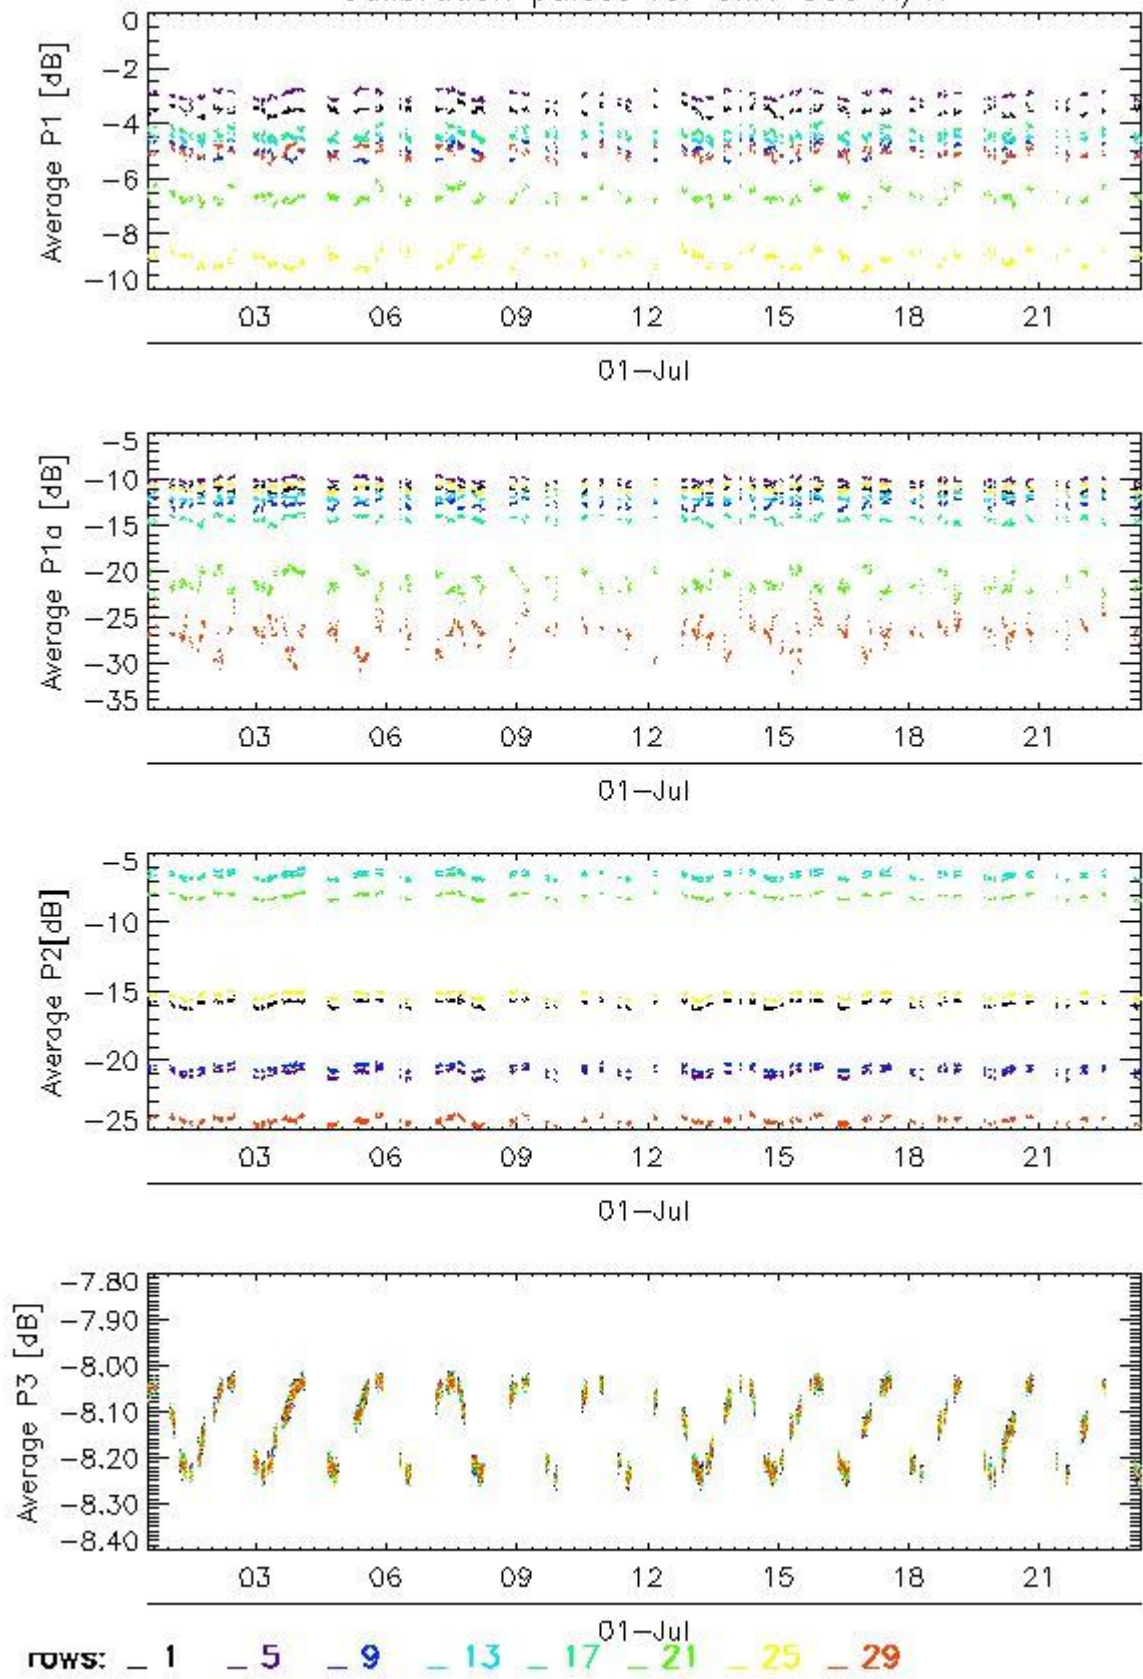 0
-2
-4
-6
-8
-10
Average P1 [dB]
03 06 09 12 15 18 21
01-Jul
-5
-10
-15
-20
-25
-30
-35
Average P1a [dB]
03 06 09 12 15 18 21
01-Jul
-5
-10
-15
-20
-25
Average P2[dB]
03 06 09 12 15 18 21
01-Jul
-7.80
-7.90
-8.00
-8.10
-8.20
-8.30
-8.40
Average P3 [dB]
03 06 09 12 15 18 21
01-Jul
rows: _ 1 _ 5 _ 9 _ 13 _ 17 _ 21 _ 25 _ 29